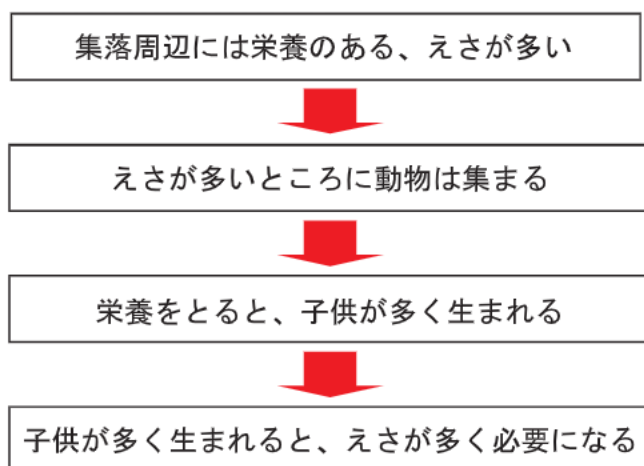 集落周辺には栄養のある、えさが多い
えさが多いところに動物は集まる
栄養をとると、子供が多く生まれる
子供が多く生まれると、えさが多く必要になる